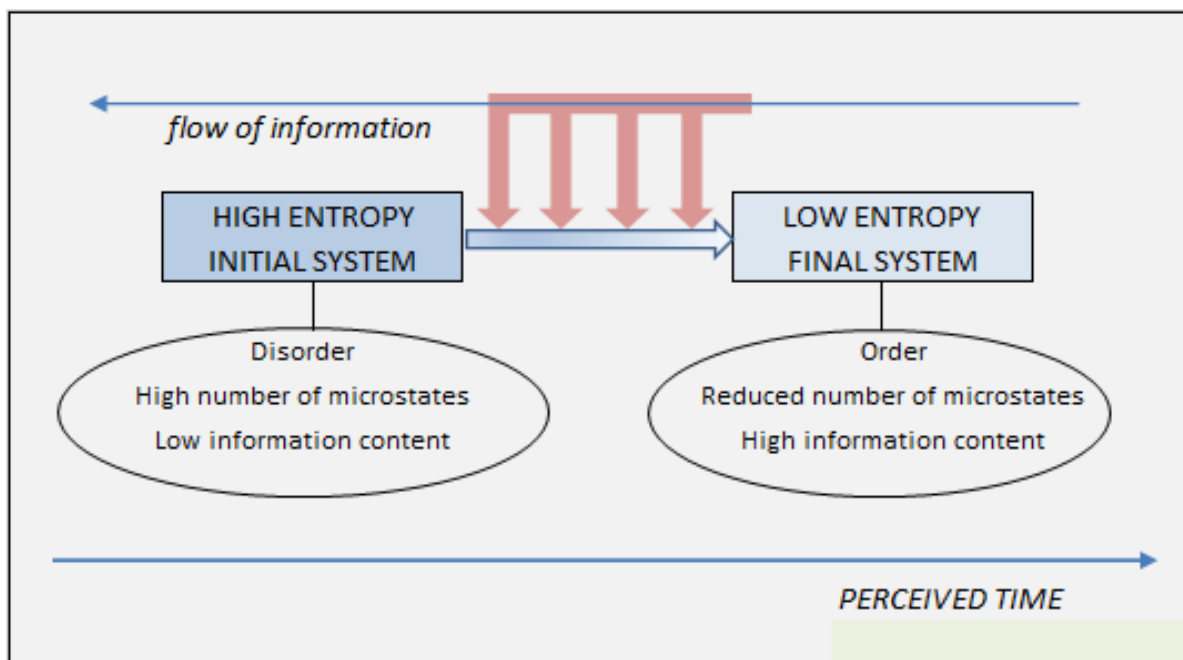 flow of information
HIGH ENTROPY
INITIAL SYSTEM
LOW ENTROPY
FINAL SYSTEM
Disorder
High number of microstates
Low information content
Order
Reduced number of microstates
High information content
PERCEIVED TIME